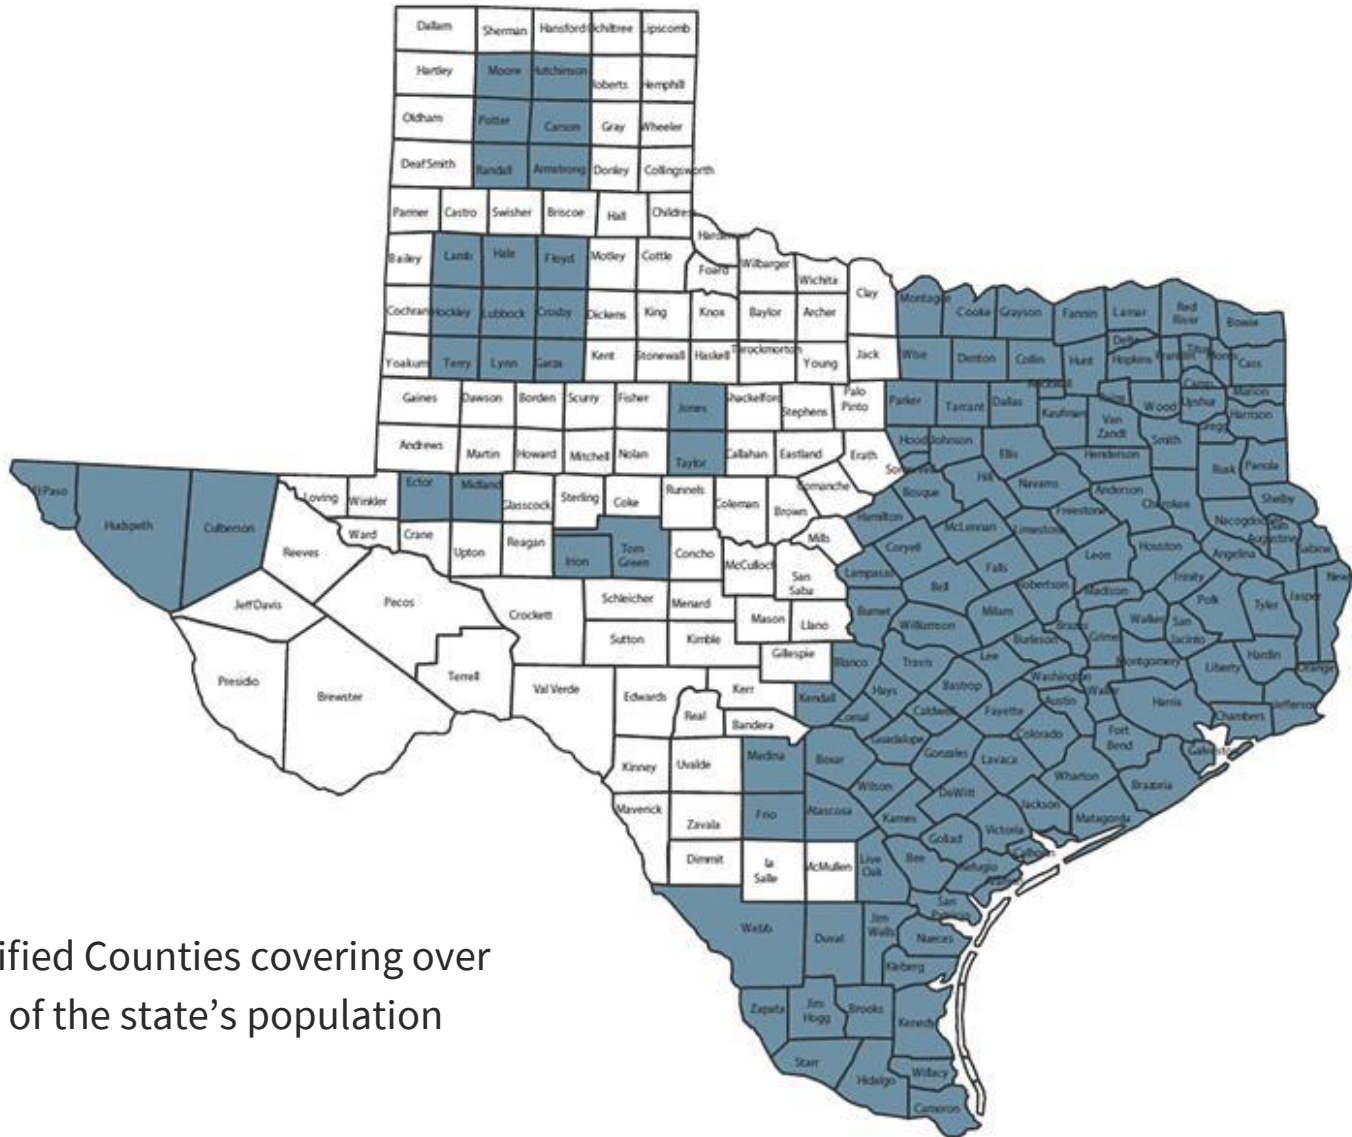 Dallam Sherman Hansford Ochiltree Lipscomb
Hartley Moore Hutchinson Roberts Hemphill
Oldham Potter Carson Gray Wheeler
Deaf Smith Randall Armstrong Donley Collingsworth
Parmer Castro Swisher Briscoe Hall Childress
Bailey Lamb Hale Floyd Motley Cottle Foard Wilbarger Wichita Clay
Cochran Hockley Lubbock Crosby Dickens King Knox Baylor Archer Montague Cooke Grayson Fannin Lamar Red River Bowie
Yoakum Terry Lynn Garza Kent Stonewall Haskell Throckmorton Young Jack Wise Denton Collin Hunt Delta Hopkins Cass
Gaines Dawson Borden Scurry Fisher Jones Shackelford Stephens Palo Pinto Parker Tarrant Dallas Rockwall Kaufman Van Zandt Wood Camp Upshur Marion Harrison Gregg
Andrews Martin Howard Mitchell Nolan Taylor Callahan Eastland Erath Hood Johnson Ellis Henderson Smith Rusk Panola
El Paso Hudspeth Culberson Loving Winkler Ector Midland Glasscock Sterling Coke Runnels Coleman Brown Comanche Bosque Hill Navarro Anderson Cherokee Shelby
Reeves Ward Crane Upton Reagan Irion Tom Green Concho McCulloch San Saba Mills Hamilton McLennan Limestone Freestone Nacogdoches Sabine
Coryell Falls Leon Houston Angelina
Jeff Davis Pecos Crockett Schleicher Menard Mason Llano Lampasas Bell Robertson Madison Trinity Polk Tyler Jasper
Presidio Brewster Terrell Sutton Kimble Gillespie Burnet Williamson Milam Burleson Brazos Grimes Walker San Jacinto
Val Verde Edwards Kerr Real Bandera Kendall Blanco Travis Lee Washington Montgomery Liberty Hardin Orange
Hays Bastrop Caldwell Fayette Austin Waller Harris Chambers Jefferson
Kinney Uvalde Medina Bexar Comal Guadalupe Gonzales Lavaca Colorado Fort Bend Galveston
Maverick Zavala Frio Atascosa Wilson Karnes DeWitt Jackson Wharton Matagorda Brazoria
Dimmit la Salle McMullen Live Oak Bee Goliad Victoria Refugio Calhoun
Webb Duval Jim Wells San Patricio Nueces Kleberg
Zapata Jim Hogg Brooks Kenedy
Starr Hidalgo Willacy
Cameron
ified Counties covering over
of the state’s population